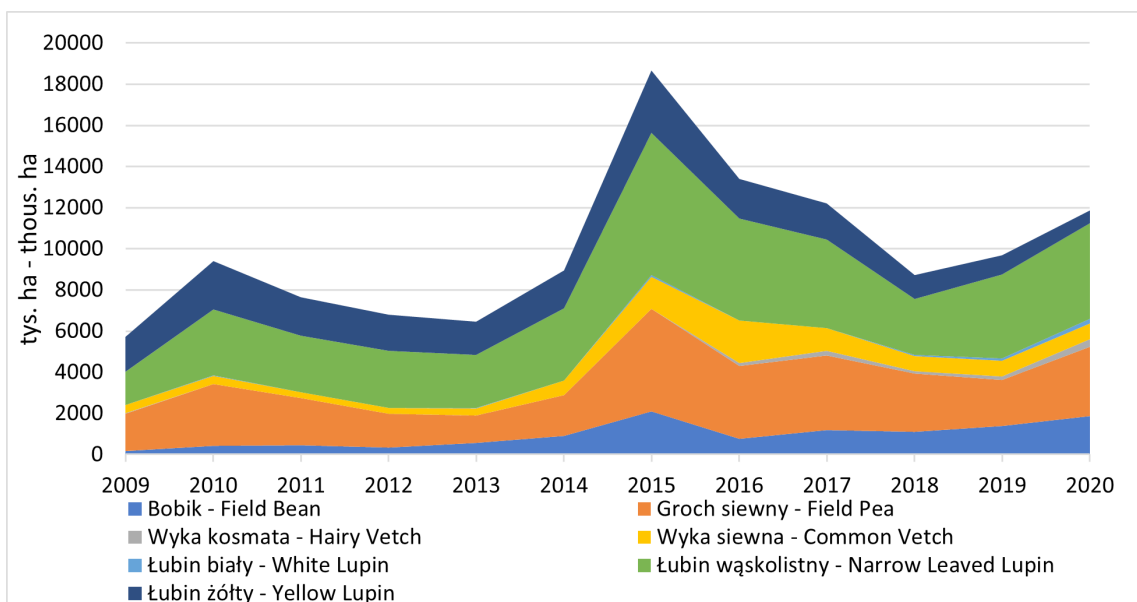 20000
18000
16000
14000
12000
10000
8000
6000
4000
2000
0
tys. ha - thous. ha
2009 2010 2011 2012 2013 2014 2015 2016 2017 2018 2019 2020
Bobik - Field Bean Groch siewny - Field Pea
Wyka kosmata - Hairy Vetch Wyka siewna - Common Vetch
Łubin biały - White Lupin Łubin wąskolistny - Narrow Leaved Lupin
Łubin żółty - Yellow Lupin